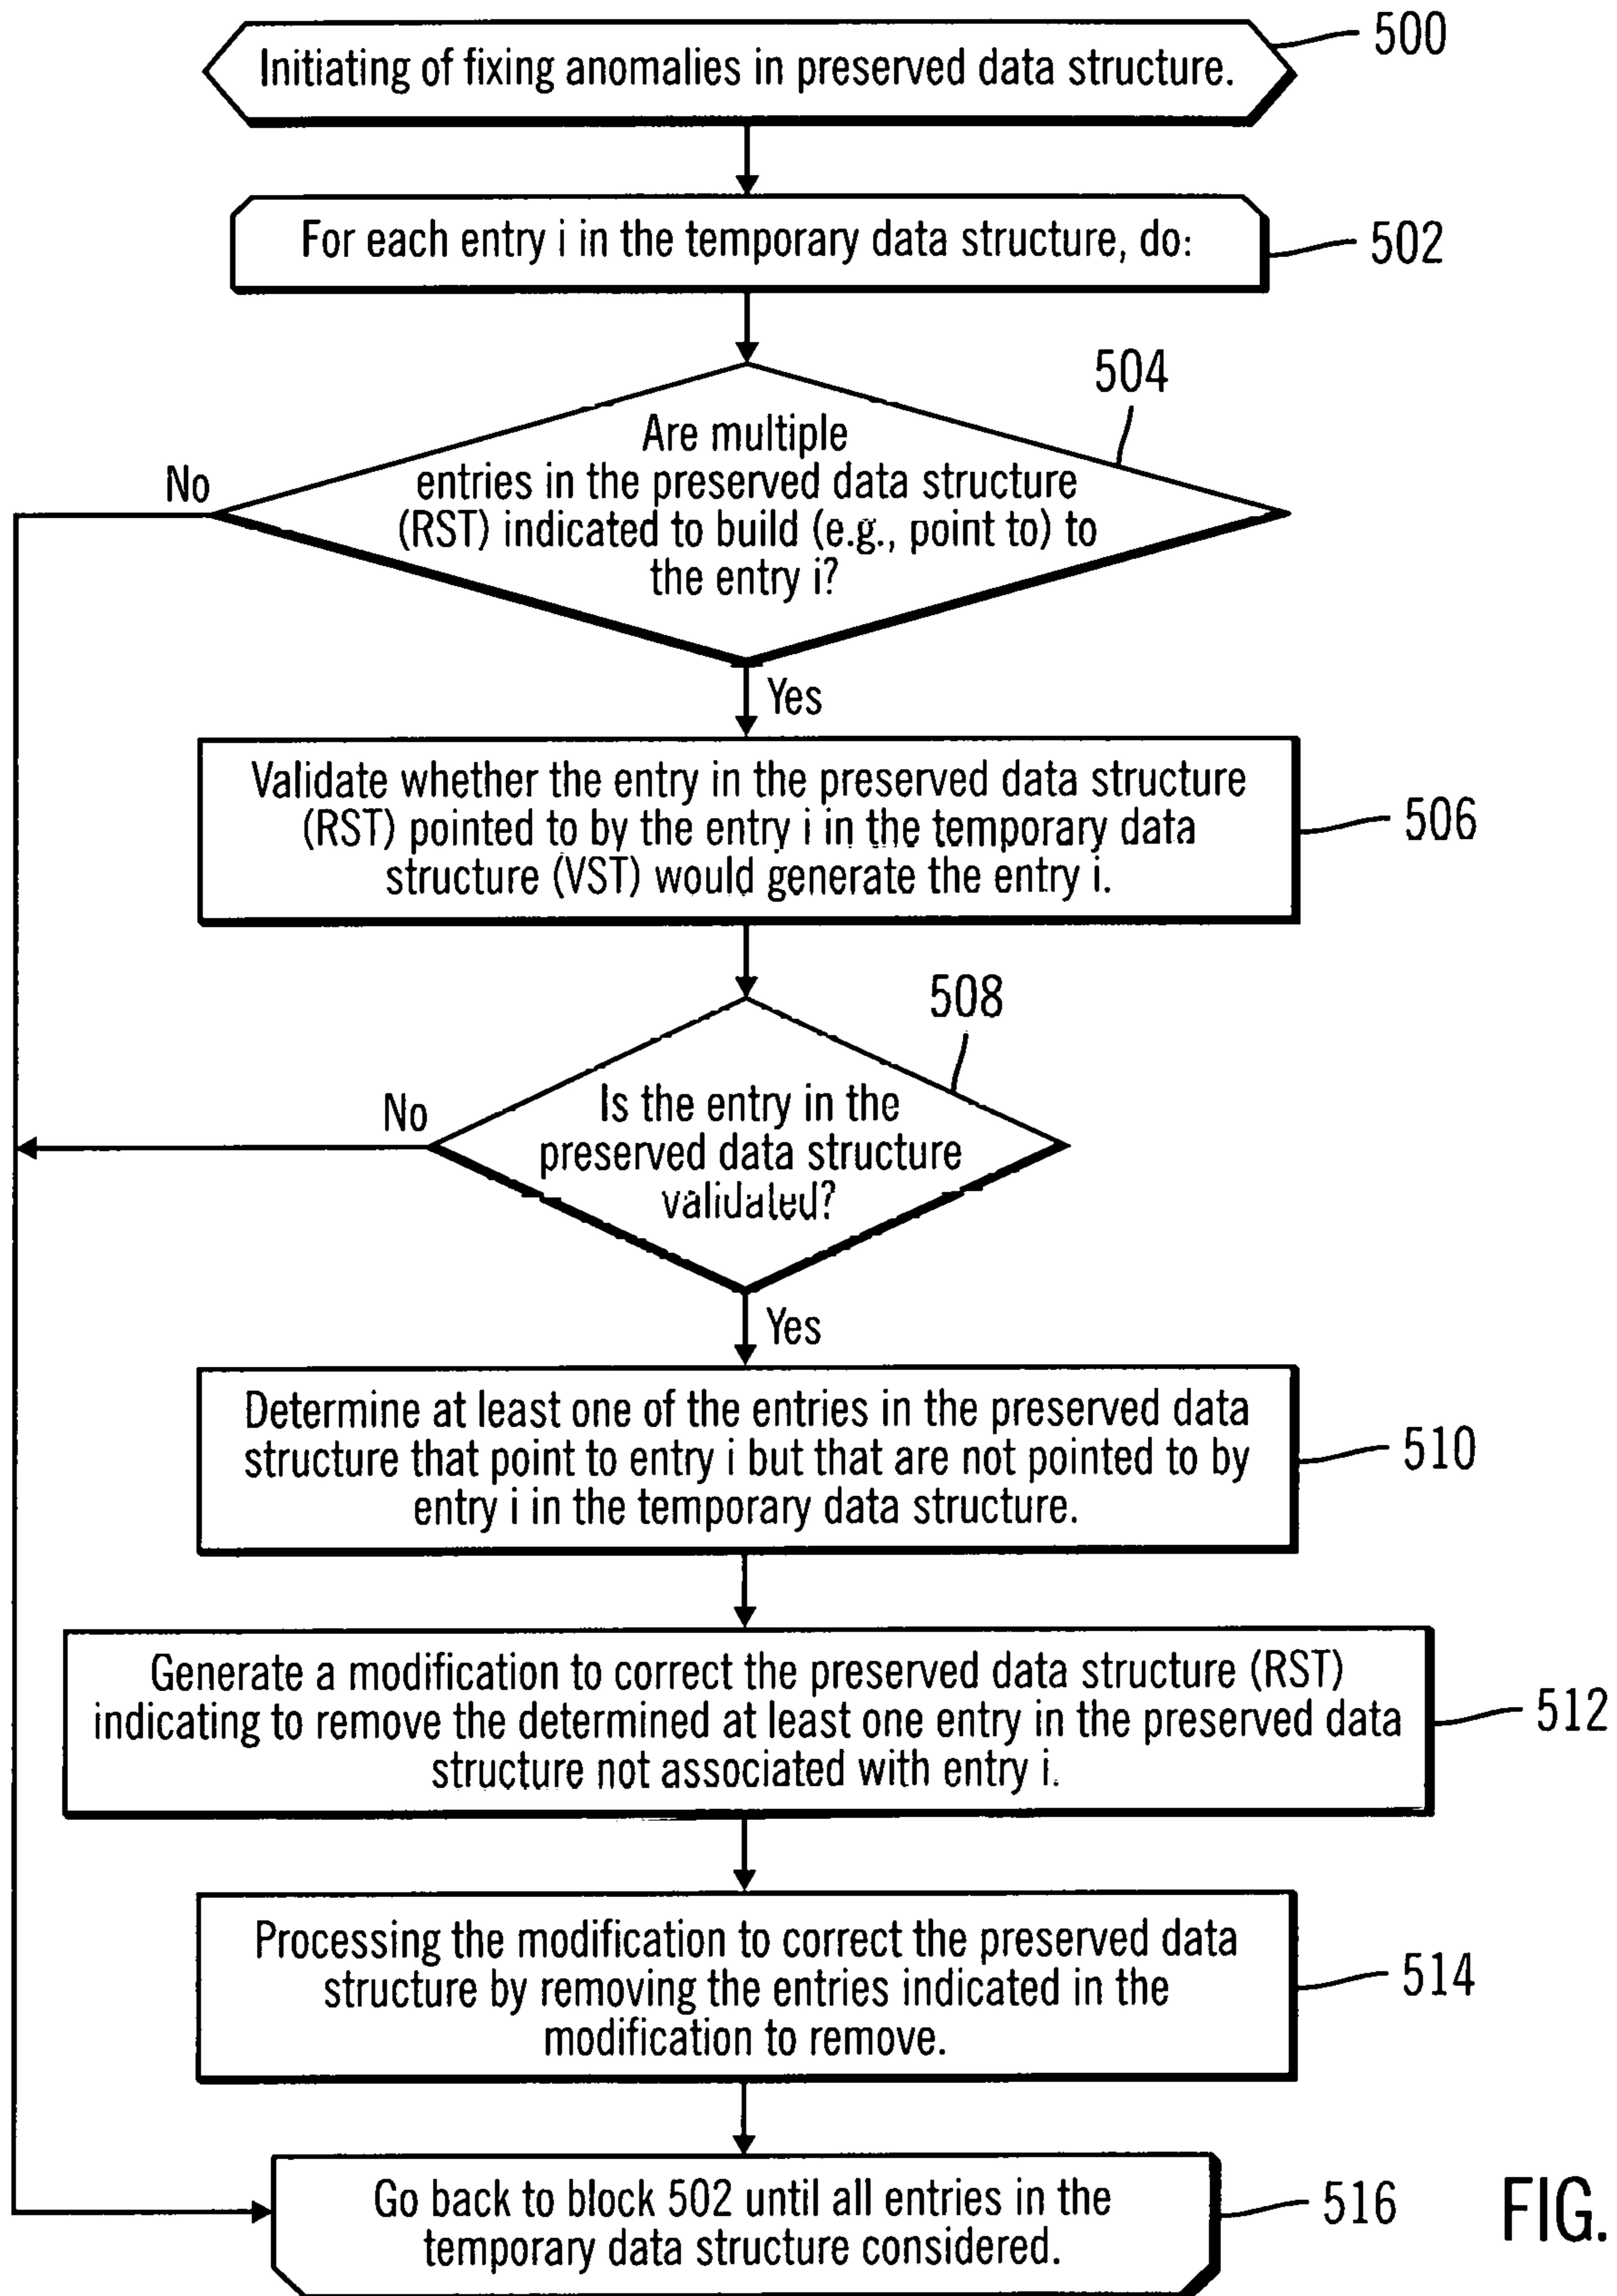 Initiating of fixing anomalies in preserved data structure.
500
For each entry i in the temporary data structure, do:
502
504
Are multiple
entries in the preserved data structure
(RST) indicated to build (e.g., point to) to
the entry i?
No
Yes
Validate whether the entry in the preserved data structure
(RST) pointed to by the entry i in the temporary data
structure (VST) would generate the entry i.
506
508
Is the entry in the
preserved data structure
validated?
No
Yes
Determine at least one of the entries in the preserved data
structure that point to entry i but that are not pointed to by
entry i in the temporary data structure.
510
Generate a modification to correct the preserved data structure (RST)
indicating to remove the determined at least one entry in the preserved data
structure not associated with entry i.
512
Processing the modification to correct the preserved data
structure by removing the entries indicated in the
modification to remove.
514
Go back to block 502 until all entries in the
temporary data structure considered.
516
FIG.